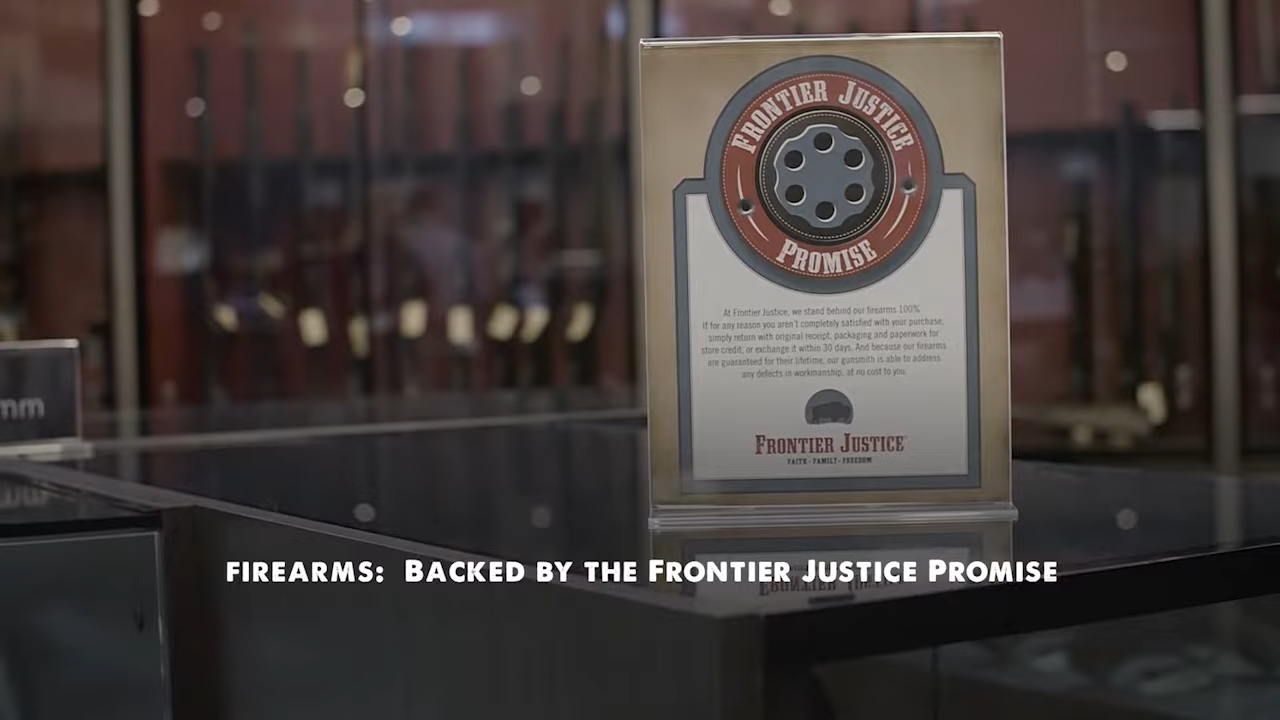 FRONTIER JUSTICE
PROMISE
At Frontier Justice, we stand behind our firearms 100%
If for any reason you aren't completely satisfied with your purchase,
simply return with original receipt, packaging and paperwork for
store credit, or exchange it within 30 days. And because our firearms
are guaranteed for their lifetime, our gunsmith is able to address
any defects in workmanship, at no cost to you.
FRONTIER JUSTICE
FAITH - FAMILY - FREEDOM
mm
FIREARMS: BACKED BY THE FRONTIER JUSTICE PROMISE